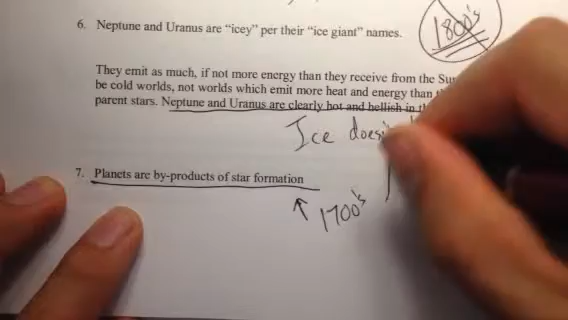 6. Neptune and Uranus are "icey" per their "ice giant" names.
1800's
They emit as much, if not more energy than they receive from the Sun
be cold worlds, not worlds which emit more heat and energy than
parent stars. Neptune and Uranus are clearly hot and hellish in
Ice
7. Planets are by-products of star formation
1700's